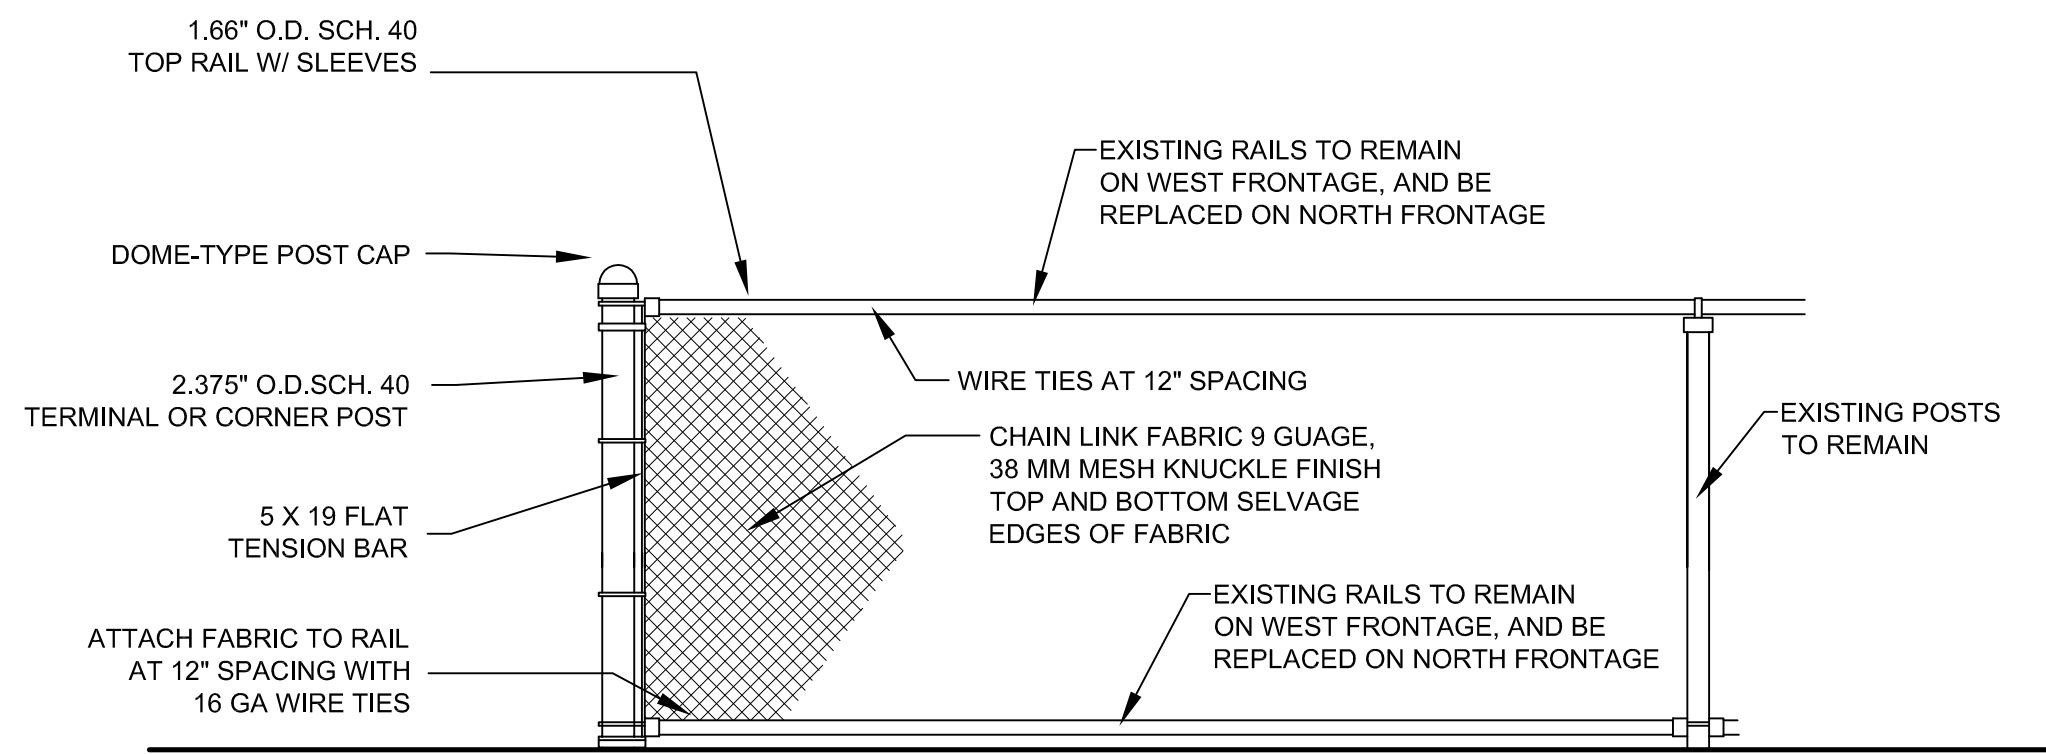 1.66" O.D. SCH. 40
TOP RAIL W/ SLEEVES
EXISTING RAILS TO REMAIN
ON WEST FRONTAGE, AND BE
REPLACED ON NORTH FRONTAGE
DOME-TYPE POST CAP
2.375" O.D.SCH. 40
TERMINAL OR CORNER POST
WIRE TIES AT 12" SPACING
EXISTING POSTS
TO REMAIN
CHAIN LINK FABRIC 9 GUAGE,
38 MM MESH KNUCKLE FINISH
TOP AND BOTTOM SELVAGE
EDGES OF FABRIC
5 X 19 FLAT
TENSION BAR
EXISTING RAILS TO REMAIN
ON WEST FRONTAGE, AND BE
REPLACED ON NORTH FRONTAGE
ATTACH FABRIC TO RAIL
AT 12" SPACING WITH
16 GA WIRE TIES